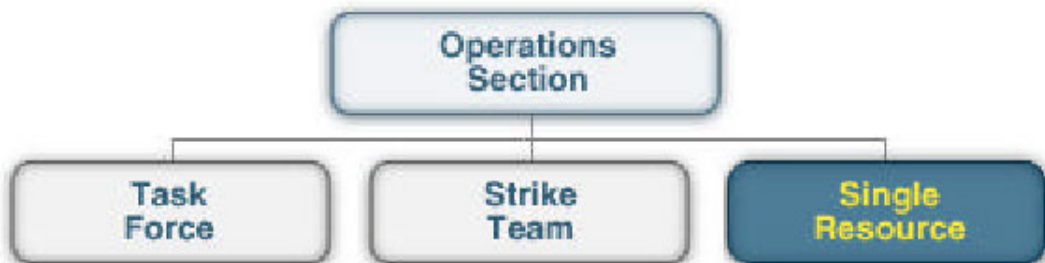 Operations
Section
Task
Force
Strike
Team
Single
Resource